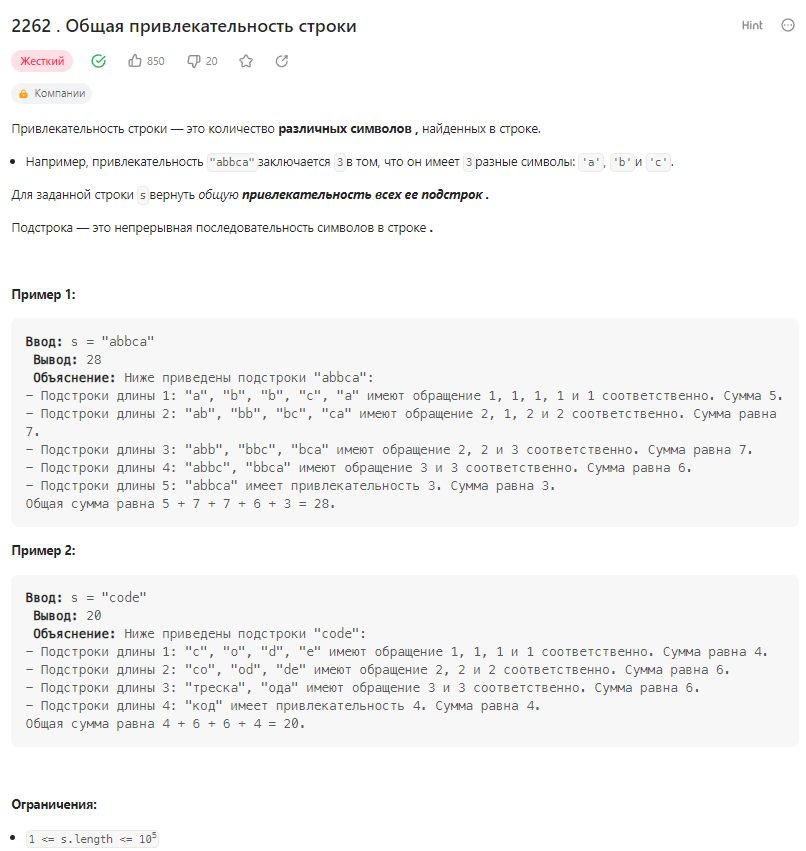 2262 . Общая привлекательность строки
Hint
Жесткий 850 20
Компании
Привлекательность строки — это количество различных символов , найденных в строке.
Например, привлекательность "abbca" заключается 3 в том, что он имеет 3 разные символы: 'a', 'b' и 'c'.
Для заданной строки s вернуть общую привлекательность всех ее подстрок .
Подстрока — это непрерывная последовательность символов в строке .
Пример 1:
Ввод: s = "abbca"
Вывод: 28
Объяснение: Ниже приведены подстроки "abbca":
– Подстроки длины 1: "a", "b", "b", "c", "a" имеют обращение 1, 1, 1, 1 и 1 соответственно. Сумма 5.
– Подстроки длины 2: "ab", "bb", "bc", "ca" имеют обращение 2, 1, 2 и 2 соответственно. Сумма равна
7.
– Подстроки длины 3: "abb", "bbc", "bca" имеют обращение 2, 2 и 3 соответственно. Сумма равна 7.
– Подстроки длины 4: "abbc", "bbca" имеют обращение 3 и 3 соответственно. Сумма равна 6.
– Подстроки длины 5: "abbca" имеет привлекательность 3. Сумма равна 3.
Общая сумма равна 5 + 7 + 7 + 6 + 3 = 28.
Пример 2:
Ввод: s = "code"
Вывод: 20
Объяснение: Ниже приведены подстроки "code":
– Подстроки длины 1: "c", "o", "d", "e" имеют обращение 1, 1, 1 и 1 соответственно. Сумма равна 4.
– Подстроки длины 2: "co", "od", "de" имеют обращение 2, 2 и 2 соответственно. Сумма равна 6.
– Подстроки длины 3: "треска", "ода" имеют обращение 3 и 3 соответственно. Сумма равна 6.
– Подстроки длины 4: "код" имеет привлекательность 4. Сумма равна 4.
Общая сумма равна 4 + 6 + 6 + 4 = 20.
Ограничения:
1 <= s.length <= 10⁵